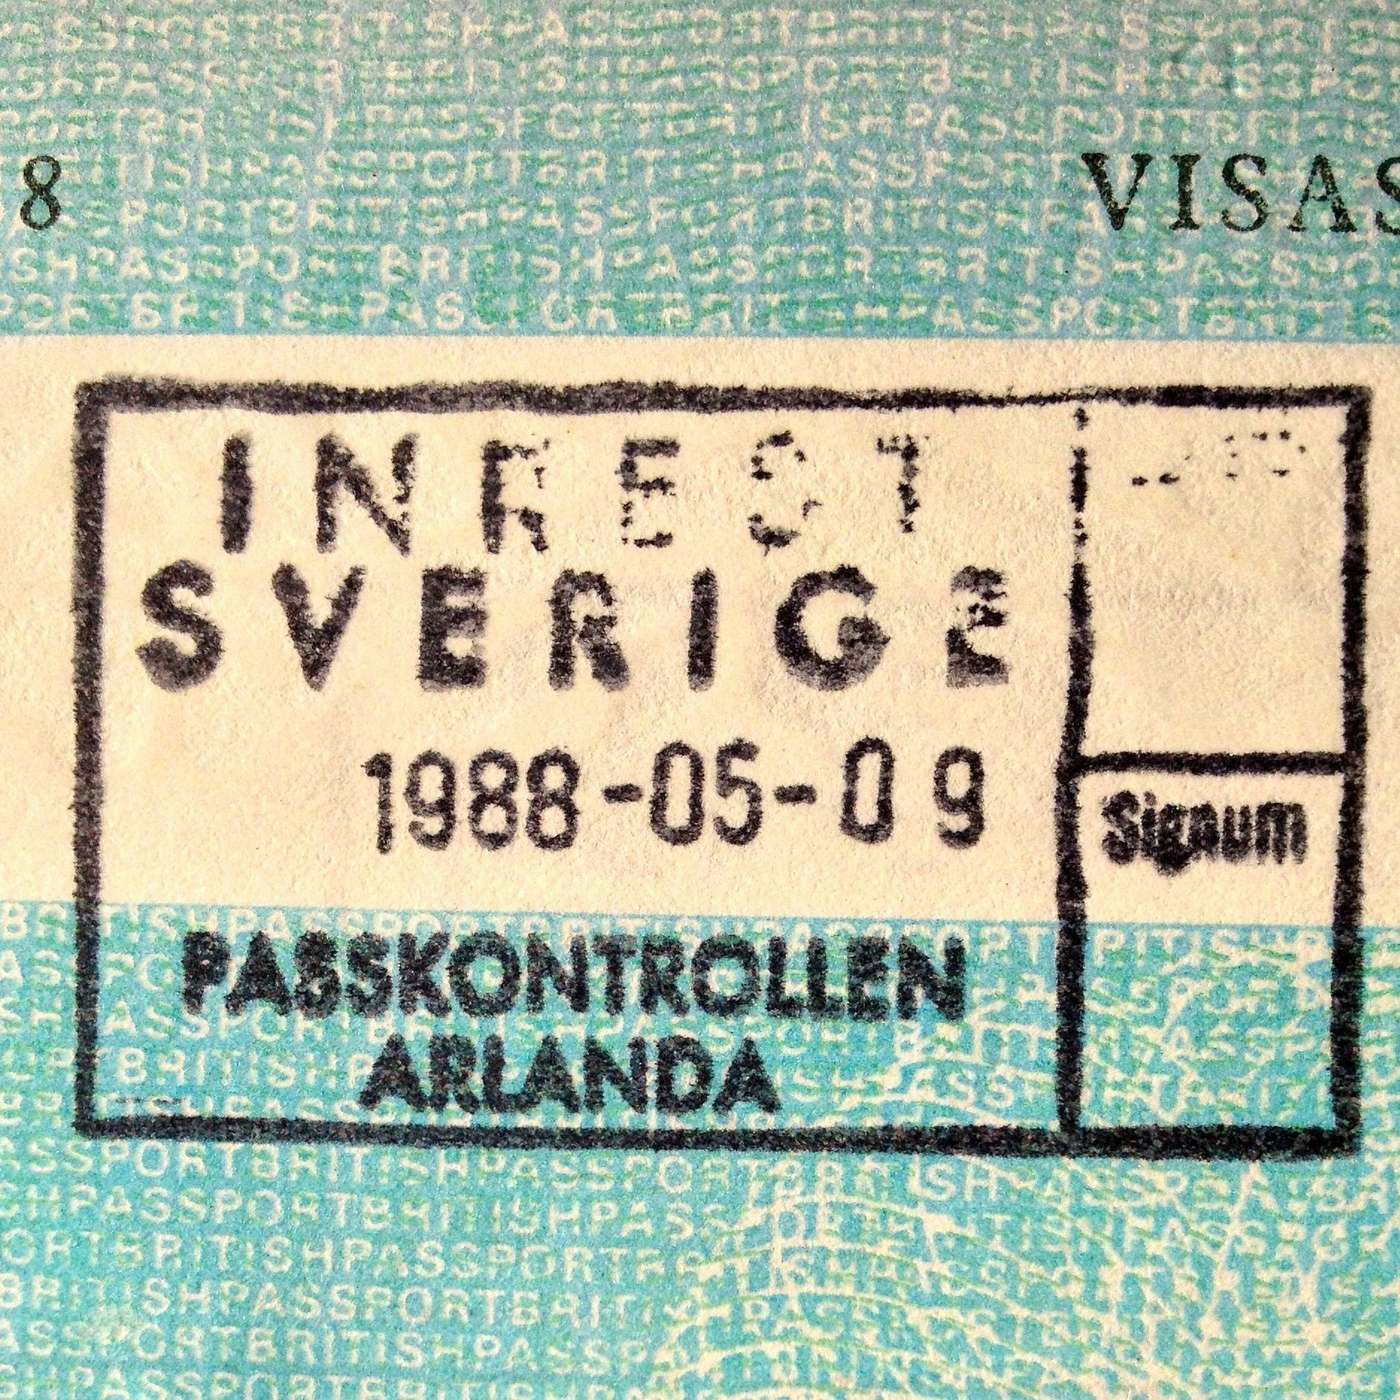 8 VISAS
INREST
SVERIGE
1988-05-09
Signum
PASSKONTROLLEN
ARLANDA